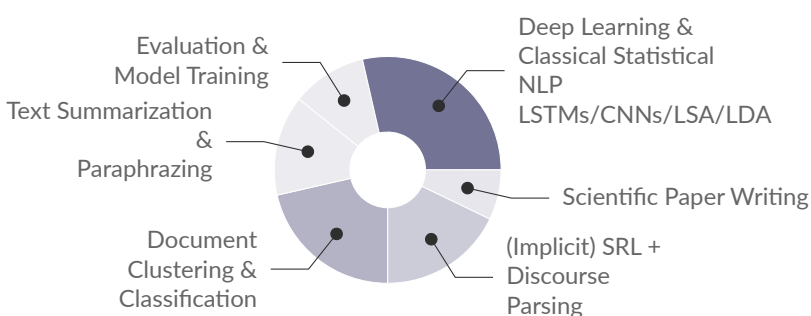 Deep Learning &
Classical Statistical
NLP
LSTMs/CNNs/LSA/LDA
Evaluation &
Model Training
Text Summarization
&
Paraphrazing
Scientific Paper Writing
Document
Clustering &
Classification
(Implicit) SRL +
Discourse
Parsing